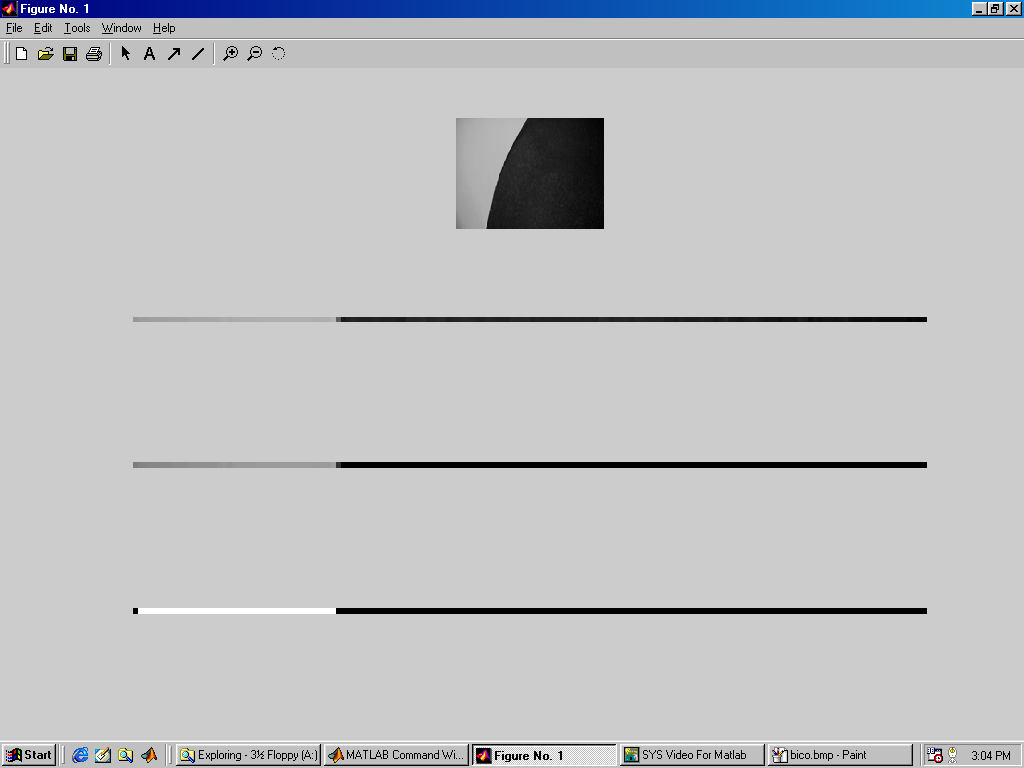 Figure No. 1
File Edit Tools Window Help
A
Start Exploring - 3½ Floppy (A:) MATLAB Command Wi... Figure No. 1 SYS Video For Matlab bico.bmp - Paint 3:04 PM